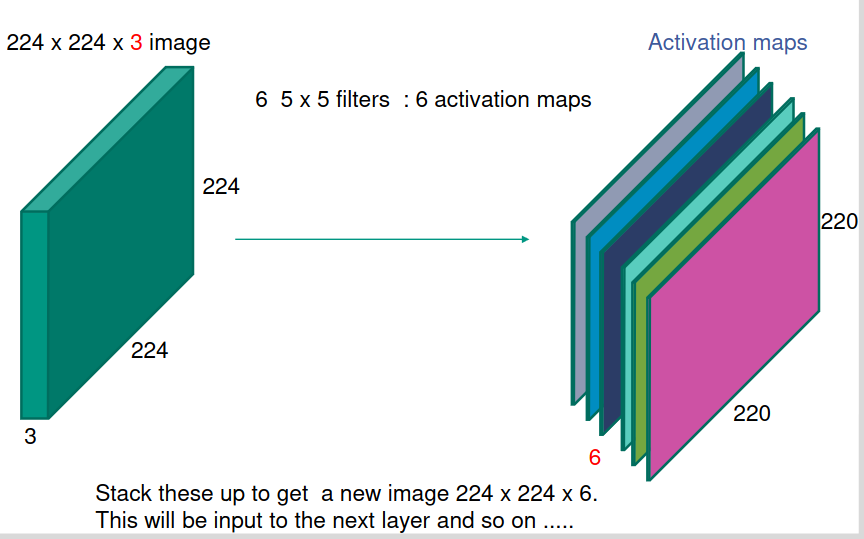 224 x 224 x 3 image
Activation maps
6 5 x 5 filters : 6 activation maps
224
220
224
220
3
6
Stack these up to get a new image 224 x 224 x 6.
This will be input to the next layer and so on .....